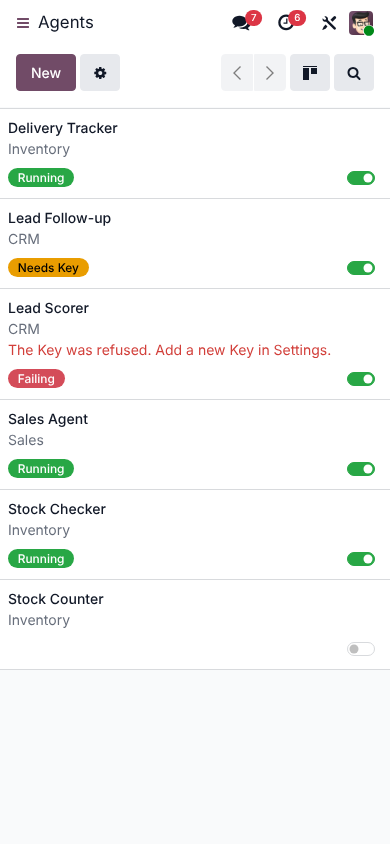 Agents
7
6
New
Delivery Tracker
Inventory
Running
Lead Follow-up
CRM
Needs Key
Lead Scorer
CRM
The Key was refused. Add a new Key in Settings.
Failing
Sales Agent
Sales
Running
Stock Checker
Inventory
Running
Stock Counter
Inventory